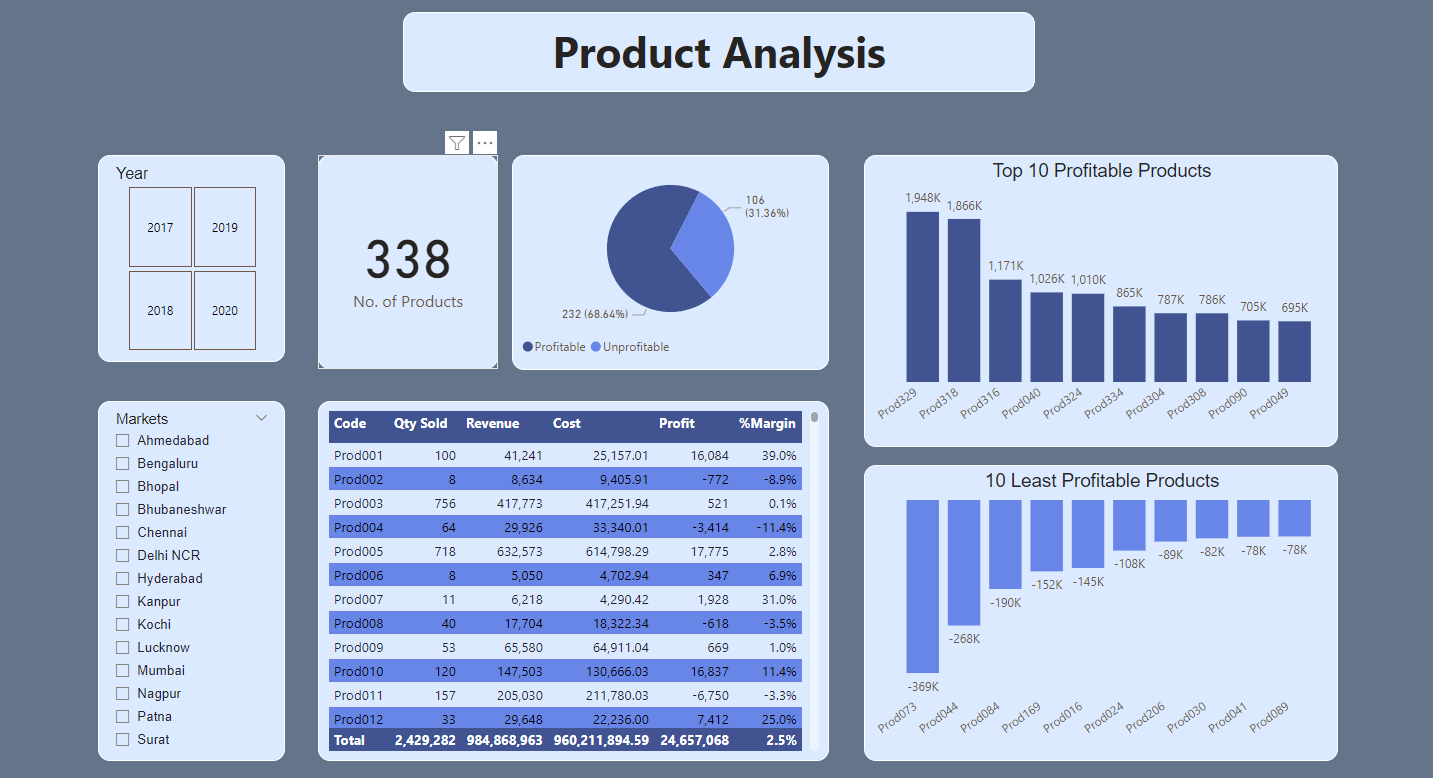 Product Analysis
Year
2017 2019
2018 2020
338
No. of Products
106
(31.36%)
232 (68.64%)
Profitable Unprofitable
Top 10 Profitable Products
1,948K 1,866K 1,171K 1,026K 1,010K 865K 787K 786K 705K 695K
Prod329 Prod318 Prod316 Prod040 Prod324 Prod334 Prod304 Prod308 Prod090 Prod049
Markets
Ahmedabad
Bengaluru
Bhopal
Bhubaneshwar
Chennai
Delhi NCR
Hyderabad
Kanpur
Kochi
Lucknow
Mumbai
Nagpur
Patna
Surat
Code Qty Sold Revenue Cost Profit %Margin
Prod001 100 41,241 25,157.01 16,084 39.0%
Prod002 8 8,634 9,405.91 -772 -8.9%
Prod003 756 417,773 417,251.94 521 0.1%
Prod004 64 29,926 33,340.01 -3,414 -11.4%
Prod005 718 632,573 614,798.29 17,775 2.8%
Prod006 8 5,050 4,702.94 347 6.9%
Prod007 11 6,218 4,290.42 1,928 31.0%
Prod008 40 17,704 18,322.34 -618 -3.5%
Prod009 53 65,580 64,911.04 669 1.0%
Prod010 120 147,503 130,666.03 16,837 11.4%
Prod011 157 205,030 211,780.03 -6,750 -3.3%
Prod012 33 29,648 22,236.00 7,412 25.0%
Total 2,429,282 984,868,963 960,211,894.59 24,657,068 2.5%
10 Least Profitable Products
-369K -268K -190K -152K -145K -108K -89K -82K -78K -78K
Prod073 Prod044 Prod084 Prod169 Prod016 Prod024 Prod206 Prod030 Prod041 Prod089